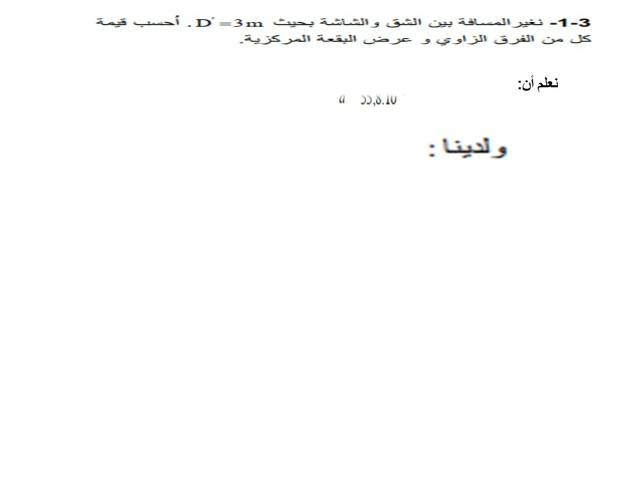 3-1- نغير المسافة بين الشق والشاشة بحيث D' =3m . أحسب قيمة
كل من الفرق الزاوي و عرض البقعة المركزية.
نعلم أن:
a
ولدينا :